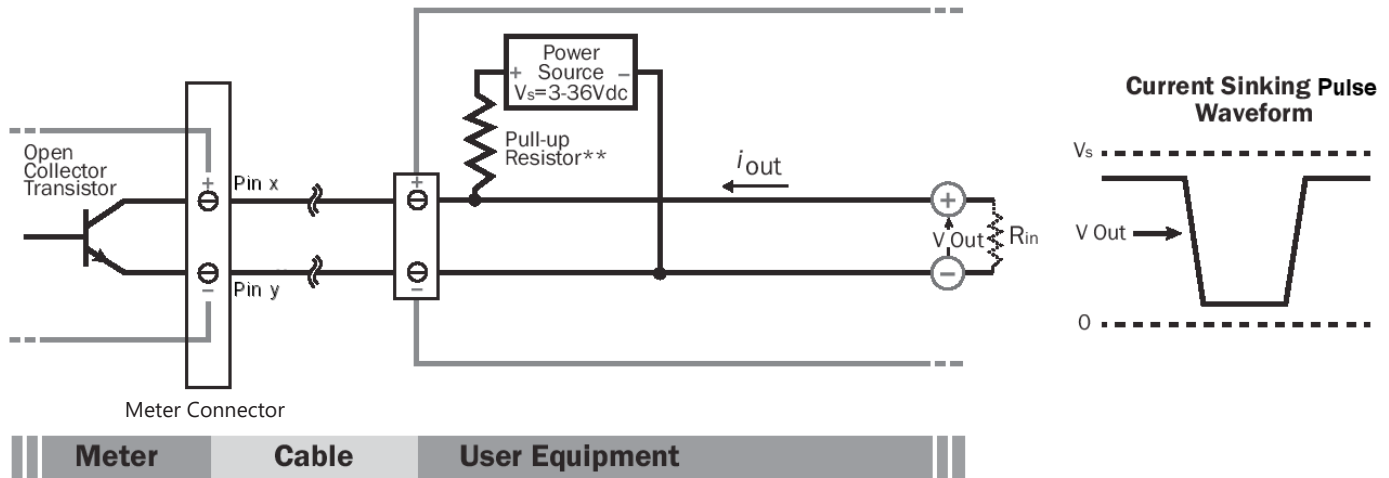 Power
+ Source −
Vs=3-36Vdc
Pull-up
Resistor**
Open
Collector
Transistor
+
Pin x
−
Pin y
+
−
iout
+
V Out
−
Rin
Meter Connector
Meter
Cable
User Equipment
Current Sinking Pulse
Waveform
Vs
V Out
0